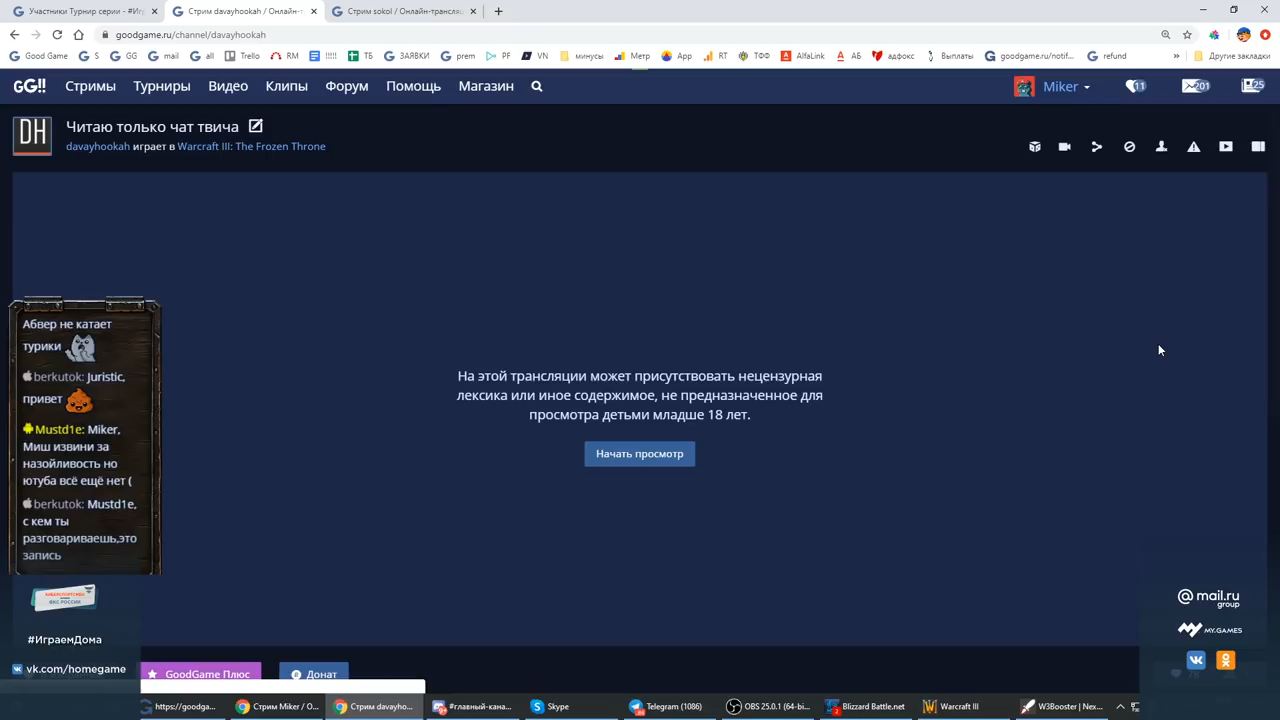 Участники Турнир серии - #Игр
Стрим davayhookah / Онлайн-т
Стрим sokol / Онлайн-трансляц
goodgame.ru/channel/davayhookah
Good Game
S
GG
mail
all
Trello
RM
!!!!
ТБ
ЗАЯВКИ
prem
PF
VN
минусы
Метр
App
RT
ТФФ
AlfaLink
АБ
адфокс
Выплаты
goodgame.ru/notif...
refund
»
Другие закладки
GG!!
Стримы
Турниры
Видео
Клипы
Форум
Помощь
Магазин
Miker
11
201
25
DH
Читаю только чат твича
davayhookah играет в Warcraft III: The Frozen Throne
На этой трансляции может присутствовать нецензурная
лексика или иное содержимое, не предназначенное для
просмотра детьми младше 18 лет.
Начать просмотр
Абвер не катает
турики
berkutok: Juristic,
привет
Mustd1e: Miker,
Миш извини за
назойливость но
ютуба всё ещё нет (
berkutok: Mustd1e,
с кем ты
разговариваешь,это
запись
#ИграемДома
vk.com/homegame
GoodGame Плюс
Донат
@mail.ru
group
MY.GAMES
78
https://goodga...
Стрим Miker / О...
Стрим davayho...
#главный-кана...
Skype
Telegram (1086)
OBS 25.0.1 (64-bi...
Blizzard Battle.net
Warcraft III
W3Booster | Nex...